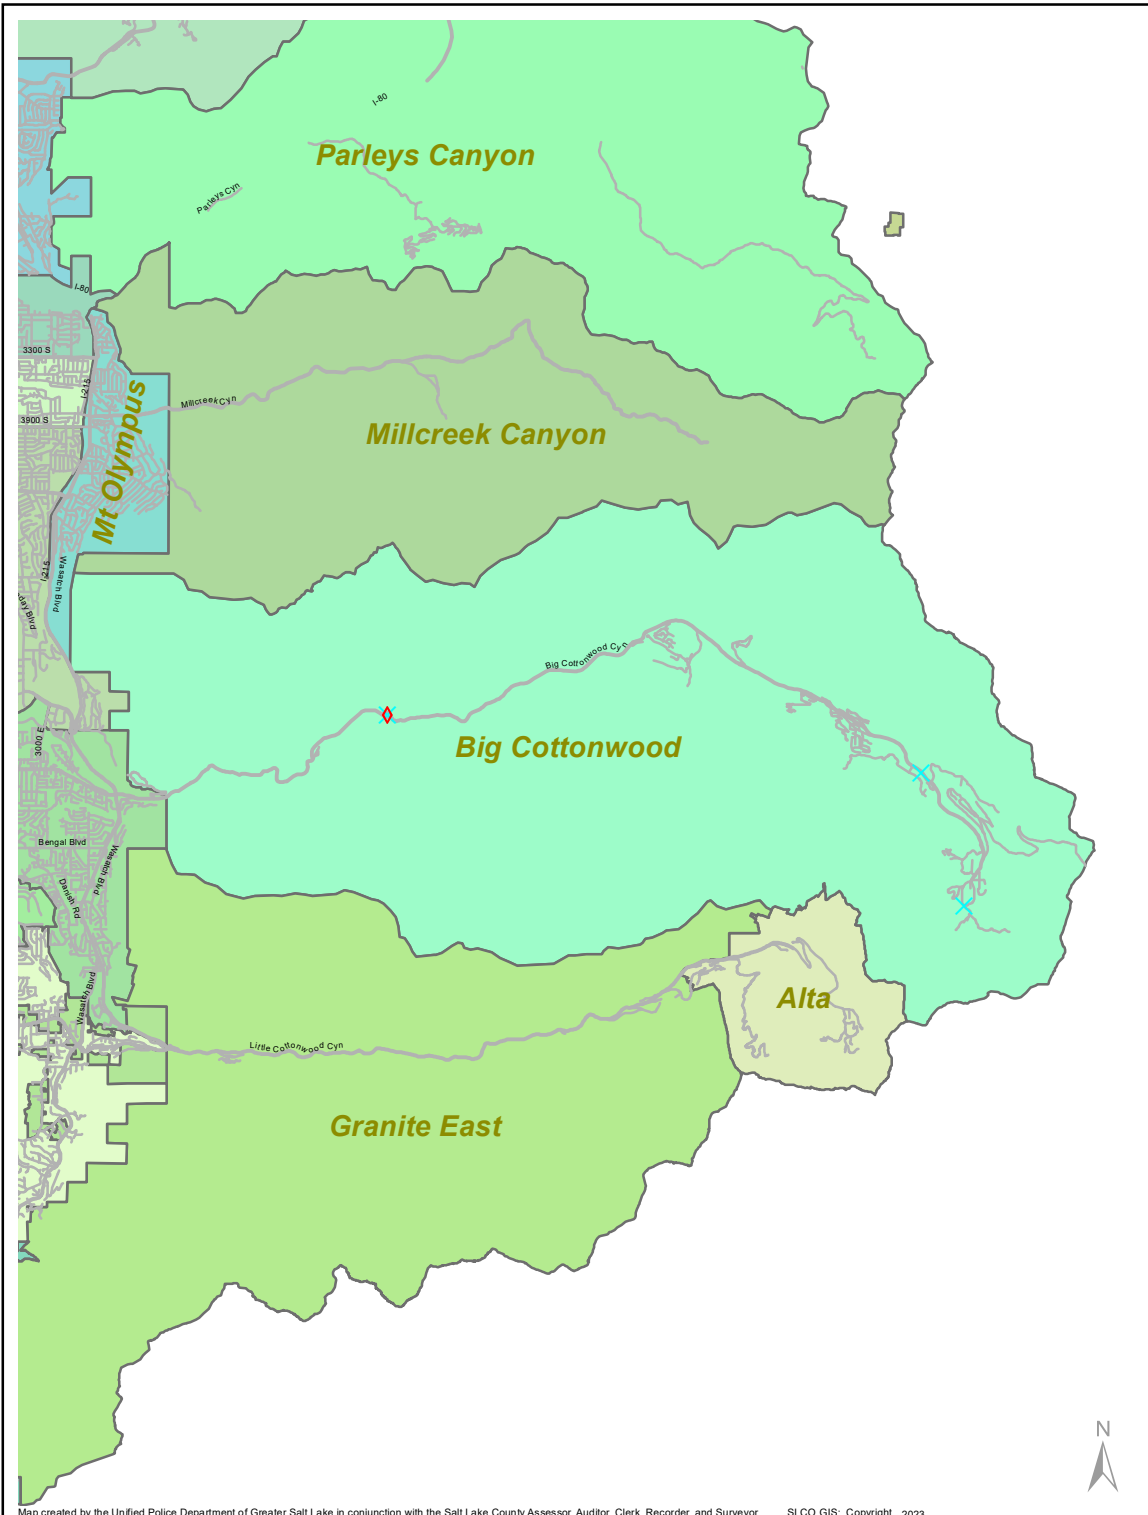 I-80
Parleys Canyon
Parleys Cyn
I-80
3300 S
I-215
Millcreek Cyn
3900 S
Mt Olympus
Millcreek Canyon
I-215
Wasatch Blvd
day Blvd
Big Cottonwood Cyn
3000 E
Big Cottonwood
Bengal Blvd
Wasatch Blvd
Danish Rd
Wasatch Blvd
Alta
Little Cottonwood Cyn
Granite East
N
Map created by the Unified Police Department of Greater Salt Lake in conjunction with the Salt Lake County Assessor, Auditor, Clerk, Recorder, and Surveyor. SLCO GIS: Copyright 2023